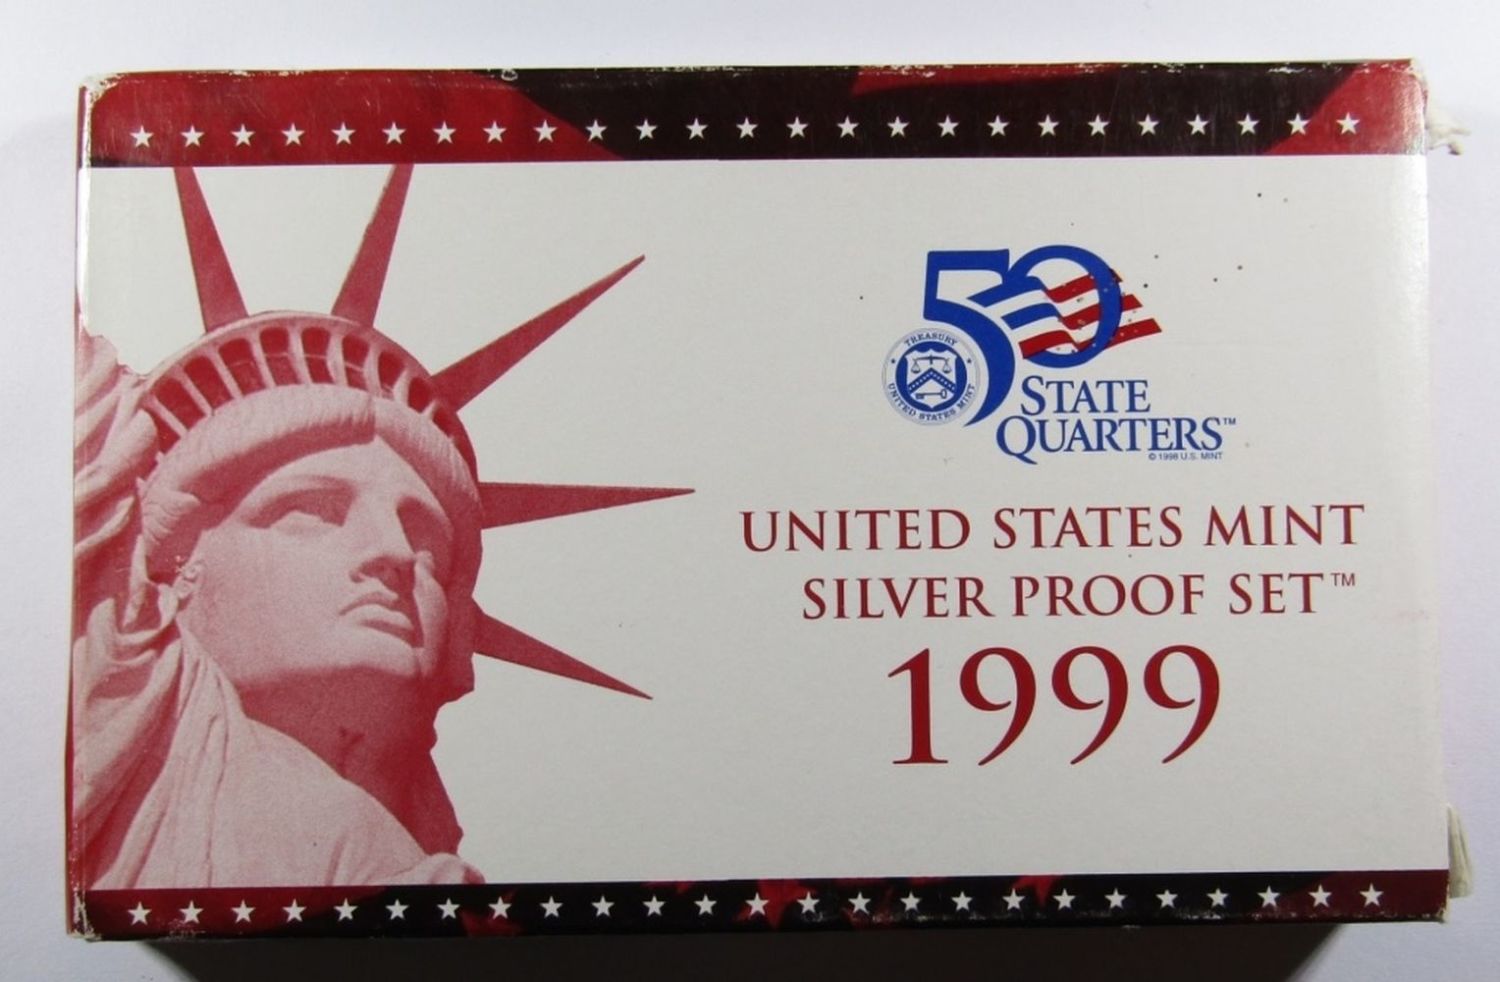 50
TREASURY
UNITED STATES MINT
STATE
QUARTERS™
© 1998 U.S. MINT
UNITED STATES MINT
SILVER PROOF SET™
1999